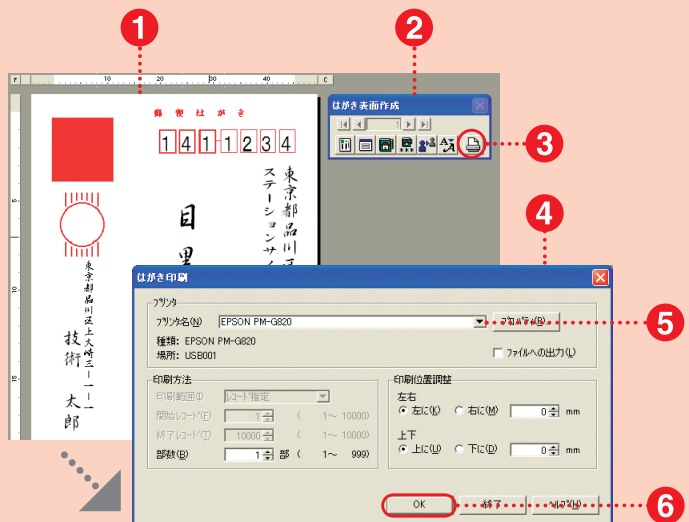 1
2
3
4
5
6
10
20
30
40
F
C
5
10
15
郵便はがき
141-1234
東京都品川区
ステーションサイ
目黒
東京都品川区上大崎三-一-一
技術 太郎
はがき表面作成
1
はがき印刷
プリンタ
プリンタ名(N) EPSON PM-G820 プロパティ(R)
種類: EPSON PM-G820
場所: USB001
ファイルへの出力(L)
印刷方法
印刷範囲(I) レコード指定
開始レコード(F) 1 ( 1~ 10000)
終了レコード(T) 10000 ( 1~ 10000)
部数(B) 1 部 ( 1~ 999)
印刷位置調整
左右
左に(K) 右に(M) 0 mm
上下
上に(U) 下に(D) 0 mm
OK 終了 ヘルプ(H)